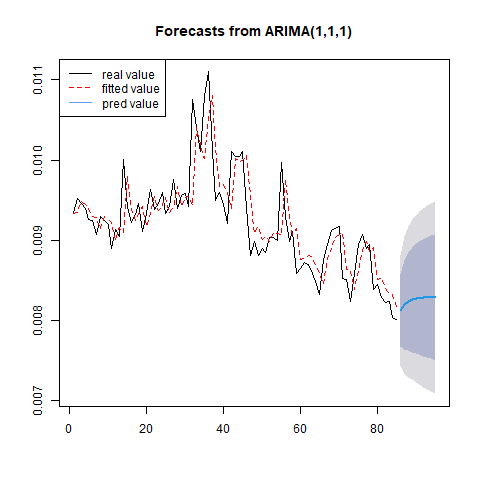 Forecasts from ARIMA(1,1,1)
real value
fitted value
pred value
0.011
0.010
0.009
0.008
0.007
0 20 40 60 80